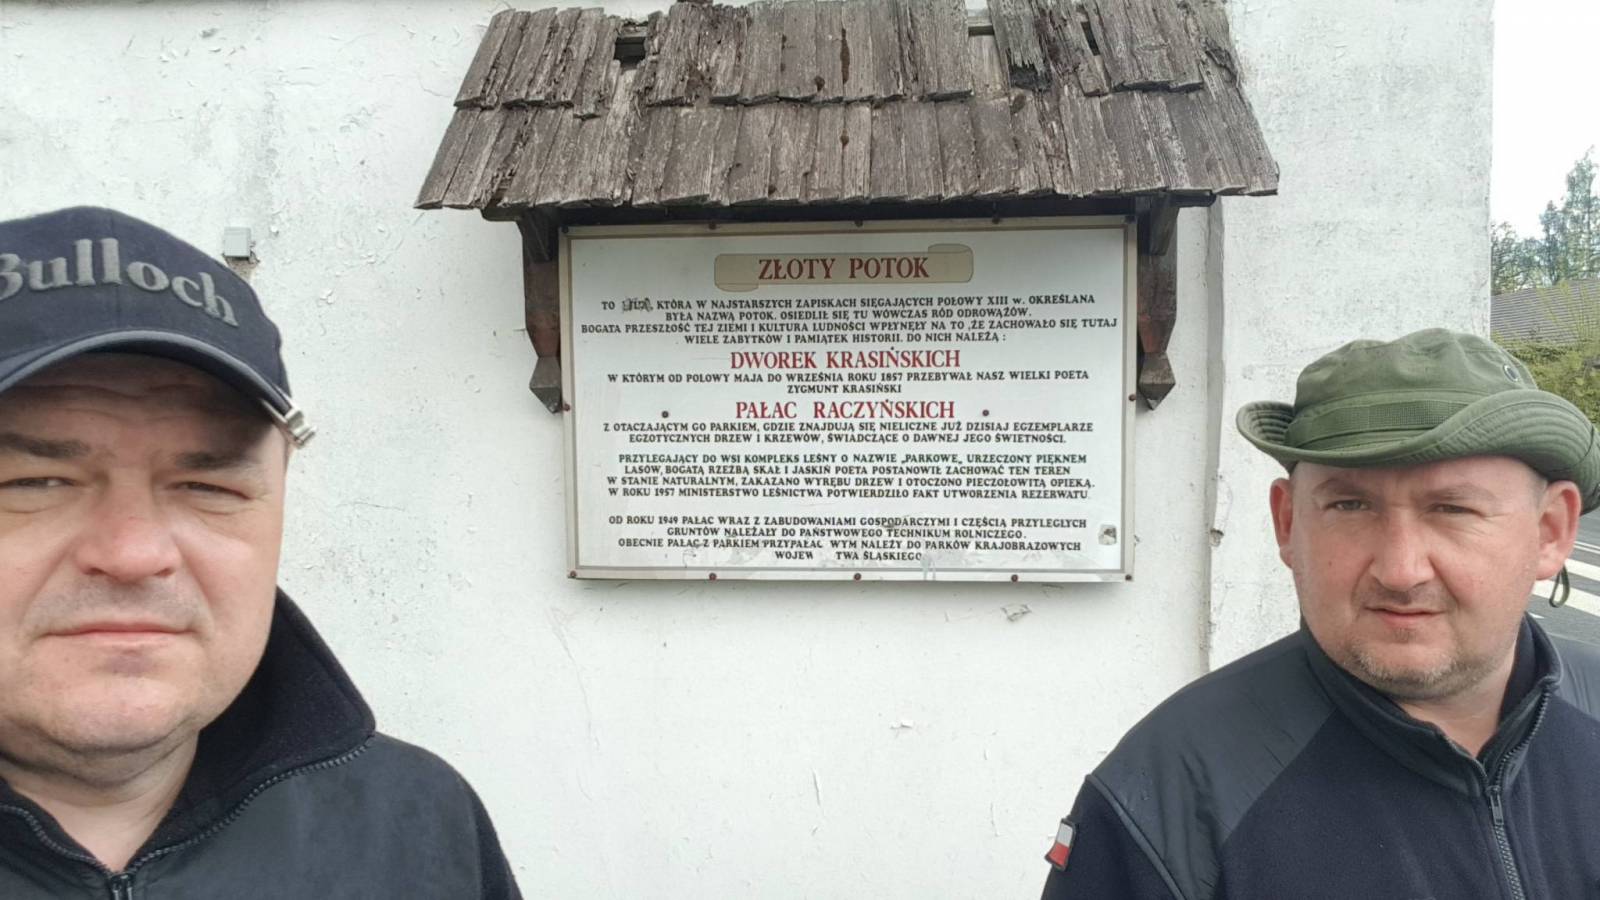 Bulloch
ZŁOTY POTOK
TO KTÓRA W NAJSTARSZYCH ZAPISKACH SIĘGAJĄCYCH POŁOWY XIII w. OKREŚLANA
BYŁA NAZWĄ POTOK. OSIEDLIŁ SIĘ TU WÓWCZAS RÓD ODROWĄŻÓW.
BOGATA PRZESZŁOŚĆ TEJ ZIEMI I KULTURA LUDNOŚCI WPŁYNĘŁY NA TO ,ŻE ZACHOWAŁO SIĘ TUTAJ
WIELE ZABYTKÓW I PAMIĄTEK HISTORII. DO NICH NALEŻĄ :
DWOREK KRASIŃSKICH
W KTÓRYM OD POŁOWY MAJA DO WRZEŚNIA ROKU 1857 PRZEBYWAŁ NASZ WIELKI POETA
ZYGMUNT KRASIŃSKI
PAŁAC RACZYŃSKICH
Z OTACZAJĄCYM GO PARKIEM, GDZIE ZNAJDUJĄ SIĘ NIELICZNE JUŻ DZISIAJ EGZEMPLARZE
EGZOTYCZNYCH DRZEW I KRZEWÓW, ŚWIADCZĄCE O DAWNEJ JEGO ŚWIETNOŚCI.
PRZYLEGAJĄCY DO WSI KOMPLEKS LEŚNY O NAZWIE „PARKOWE„ URZECZONY PIĘKNEM
LASÓW, BOGATĄ RZEŹBĄ SKAŁ I JASKIŃ POETA POSTANOWIŁ ZACHOWAĆ TEN TEREN
W STANIE NATURALNYM, ZAKAZANO WYRĘBU DRZEW I OTOCZONO PIECZOŁOWITĄ OPIEKĄ.
W ROKU 1957 MINISTERSTWO LEŚNICTWA POTWIERDZIŁO FAKT UTWORZENIA REZERWATU.
OD ROKU 1949 PAŁAC WRAZ Z ZABUDOWANIAMI GOSPODARCZYMI I CZĘŚCIĄ PRZYLEGŁYCH
GRUNTÓW NALEŻAŁY DO PAŃSTWOWEGO TECHNIKUM ROLNICZEGO.
OBECNIE PAŁAC Z PARKIEM PRZYPAŁAC WYM NALEŻY DO PARKÓW KRAJOBRAZOWYCH
WOJEW TWA ŚLĄSKIEGO